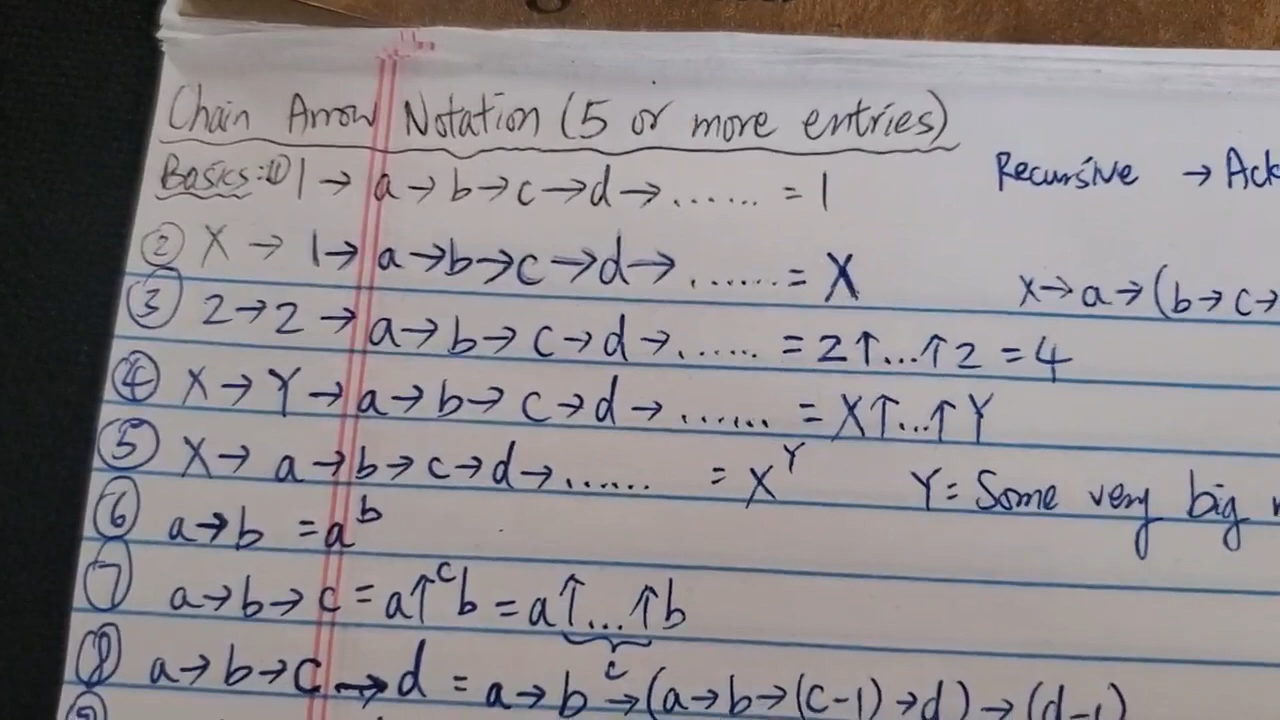 Chain Arrow Notation (5 or more entries)
Basics: ① 1 → a → b → c → d → ...... = 1
Recursive → Ack
② X → 1 → a → b → c → d → ...... = X
x → a → (b → c →
③ 2 → 2 → a → b → c → d → ...... = 2↑...↑2 = 4
④ X → Y → a → b → c → d → ...... = X↑...↑Y
⑤ X → a → b → c → d → ...... = X^Y
Y = Some very big
⑥ a → b = a^b
⑦ a → b → c = a↑^c b = a↑...↑b
c
⑧ a → b → c → d = a → b → (a → b → (c-1) → d) → (d-1)
⑨